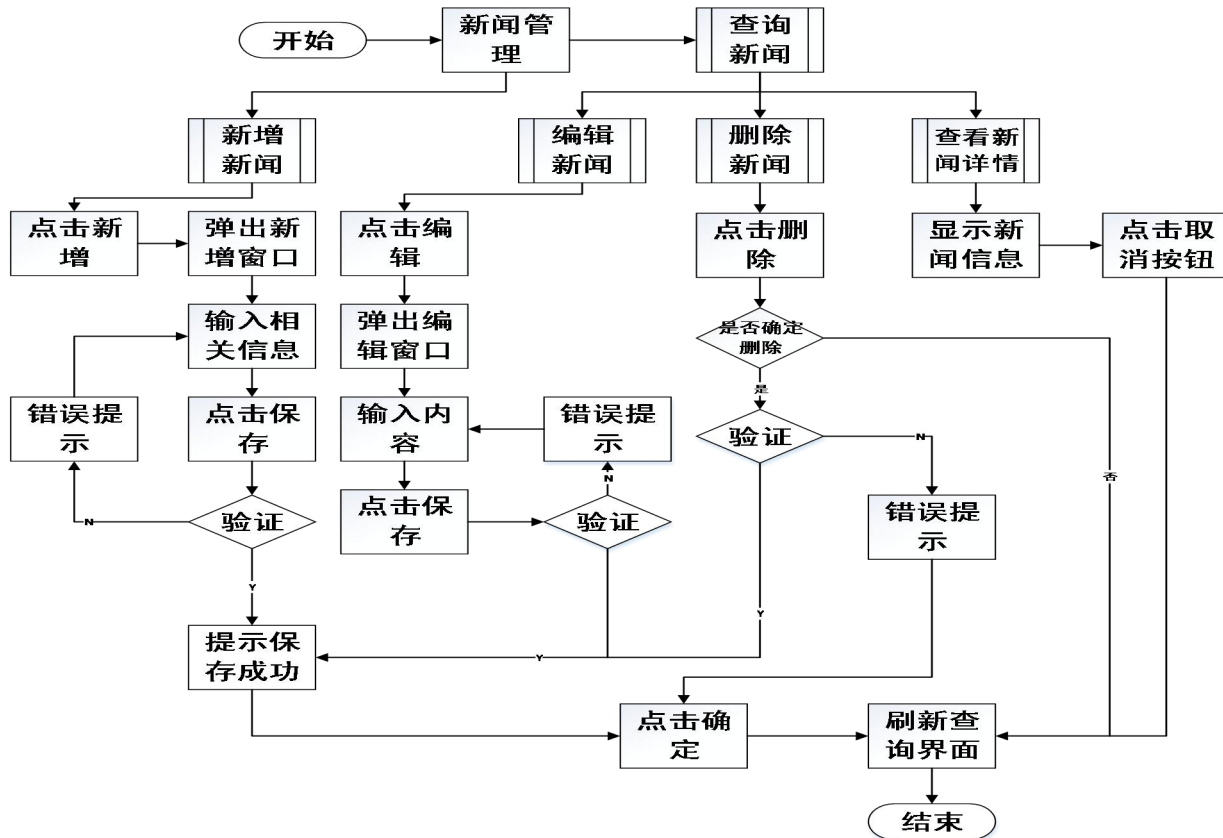 开始
新闻管
理
查询
新闻
新增
新闻
编辑
新闻
删除
新闻
查看新
闻详情
点击新
增
弹出新
增窗口
点击编
辑
点击删
除
显示新
闻信息
点击取
消按钮
输入相
关信息
弹出编
辑窗口
是否确定
删除
是
错误提
示
点击保
存
输入内
容
错误提
示
验证
N
否
N
验证
N
点击保
存
验证
错误提
示
Y
Y
提示保
存成功
Y
点击确
定
刷新查
询界面
结束